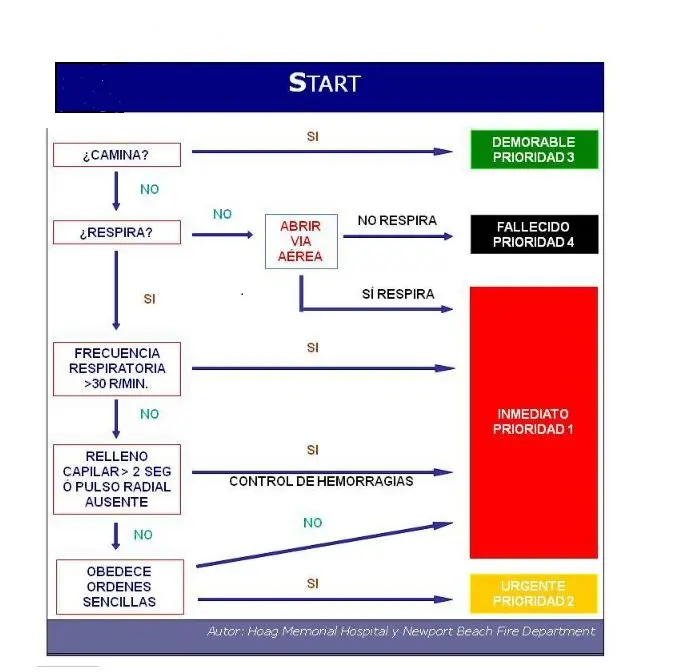 START
¿CAMINA?
SI
DEMORABLE
PRIORIDAD 3
NO
¿RESPIRA?
NO
ABRIR
VIA
AÉREA
NO RESPIRA
FALLECIDO
PRIORIDAD 4
SÍ RESPIRA
SI
FRECUENCIA
RESPIRATORIA
>30 R/MIN.
SI
INMEDIATO
PRIORIDAD 1
NO
RELLENO
CAPILAR > 2 SEG
Ó PULSO RADIAL
AUSENTE
SI
CONTROL DE HEMORRAGIAS
NO
NO
OBEDECE
ORDENES
SENCILLAS
SI
URGENTE
PRIORIDAD 2
Autor: Hoag Memorial Hospital y Newport Beach Fire Department